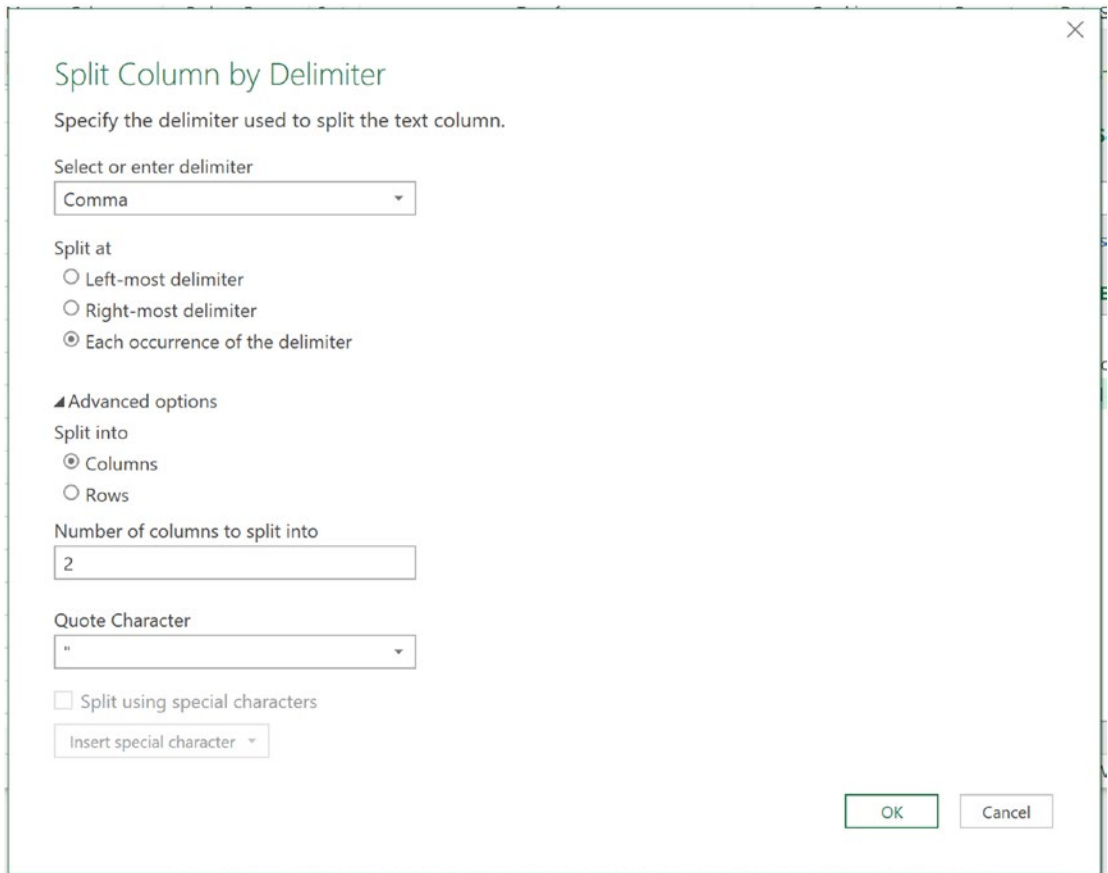 Split Column by Delimiter
Specify the delimiter used to split the text column.
Select or enter delimiter
Comma
Split at
Left-most delimiter
Right-most delimiter
Each occurrence of the delimiter
Advanced options
Split into
Columns
Rows
Number of columns to split into
2
Quote Character
"
Split using special characters
Insert special character
OK Cancel